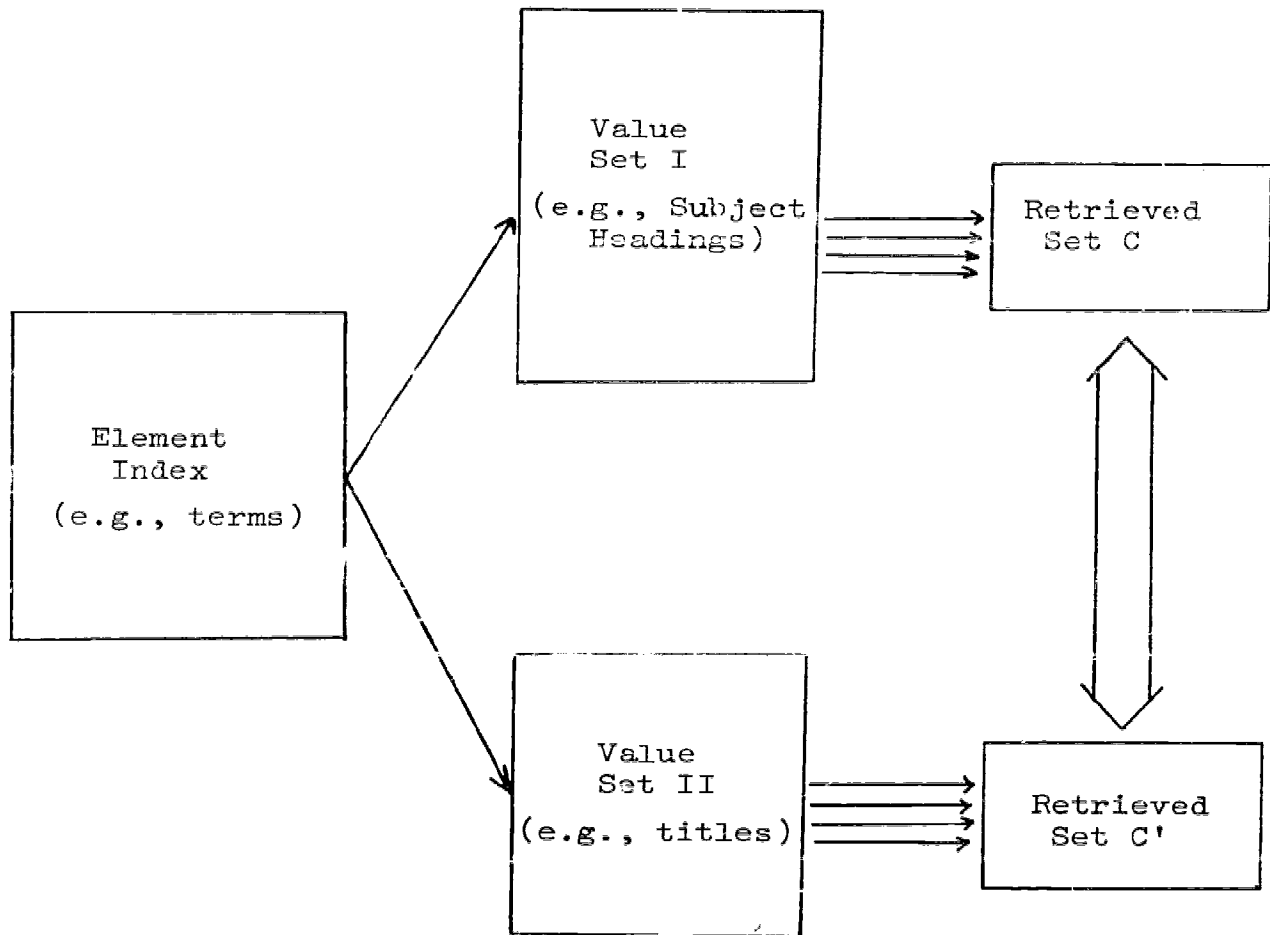 Value
Set I
(e.g., Subject
Headings)
Retrieved
Set C
Element
Index
(e.g., terms)
Value
Set II
(e.g., titles)
Retrieved
Set C'